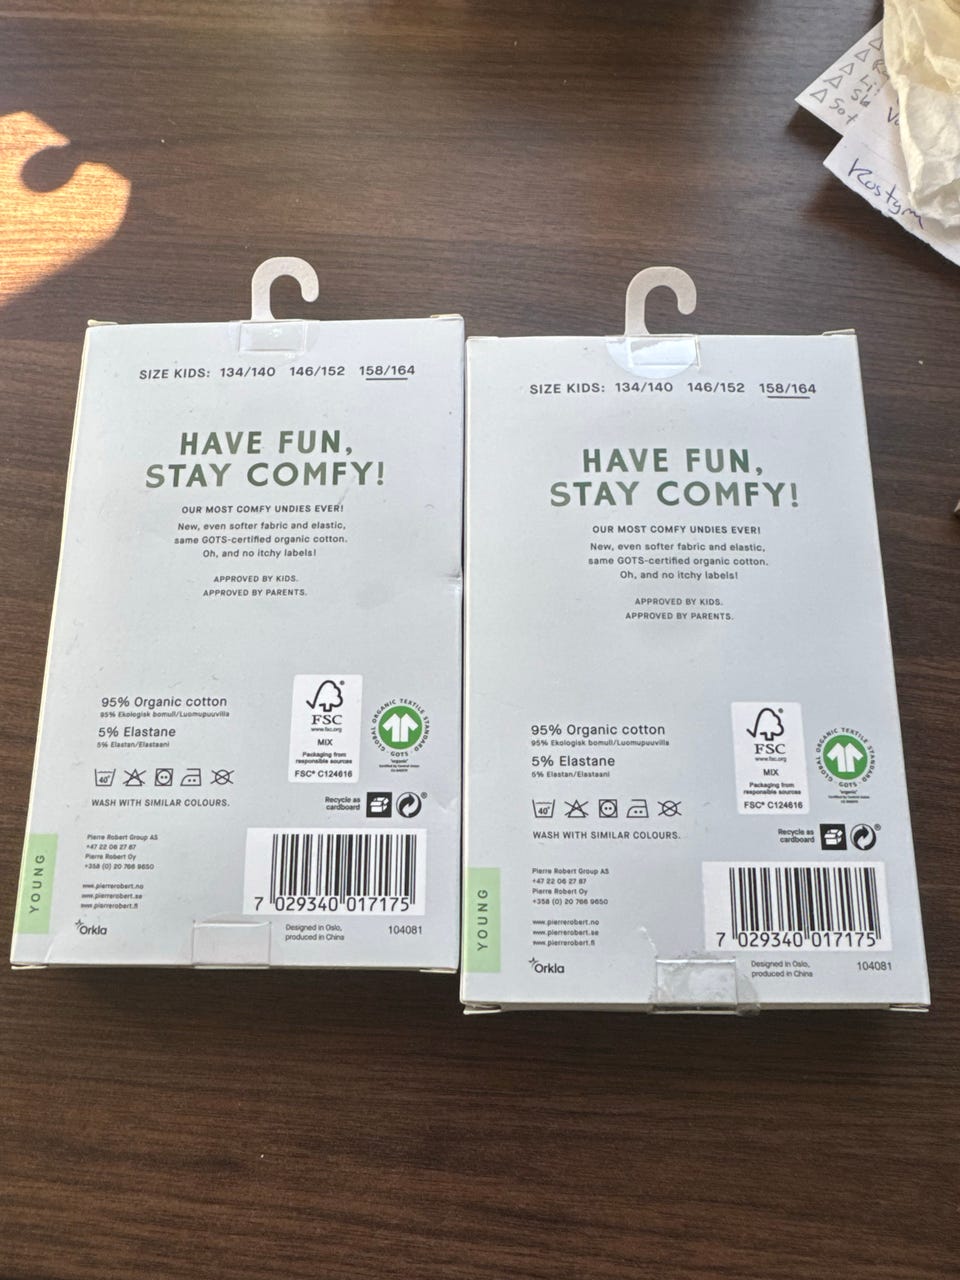 Li
Sla
Sot
Kostym
SIZE KIDS: 134/140 146/152 158/164
HAVE FUN,
STAY COMFY!
OUR MOST COMFY UNDIES EVER!
New, even softer fabric and elastic,
same GOTS-certified organic cotton.
Oh, and no itchy labels!
APPROVED BY KIDS.
APPROVED BY PARENTS.
95% Organic cotton
95% Ekologisk bomull/Luomupuuvilla
5% Elastane
5% Elastan/Elastaani
40°
WASH WITH SIMILAR COLOURS.
FSC
www.fsc.org
MIX
Packaging from
responsible sources
FSC® C124616
GLOBAL ORGANIC TEXTILE STANDARD
GOTS
"organic"
Recycle as
cardboard
YOUNG
Pierre Robert Group AS
+47 22 06 27 87
Pierre Robert Oy
+358 (0) 20 766 9650
www.pierrerobert.no
www.pierrerobert.se
www.pierrerobert.fi
Orkla
7 029340 017175
Designed in Oslo,
produced in China
104081
SIZE KIDS: 134/140 146/152 158/164
HAVE FUN,
STAY COMFY!
OUR MOST COMFY UNDIES EVER!
New, even softer fabric and elastic,
same GOTS-certified organic cotton.
Oh, and no itchy labels!
APPROVED BY KIDS.
APPROVED BY PARENTS.
95% Organic cotton
95% Ekologisk bomull/Luomupuuvilla
5% Elastane
5% Elastan/Elastaani
40°
WASH WITH SIMILAR COLOURS.
FSC
www.fsc.org
MIX
Packaging from
responsible sources
FSC® C124616
GLOBAL ORGANIC TEXTILE STANDARD
GOTS
"organic"
Recycle as
cardboard
YOUNG
Pierre Robert Group AS
+47 22 06 27 87
Pierre Robert Oy
+358 (0) 20 766 9650
www.pierrerobert.no
www.pierrerobert.se
www.pierrerobert.fi
Orkla
7 029340 017175
Designed in Oslo,
produced in China
104081